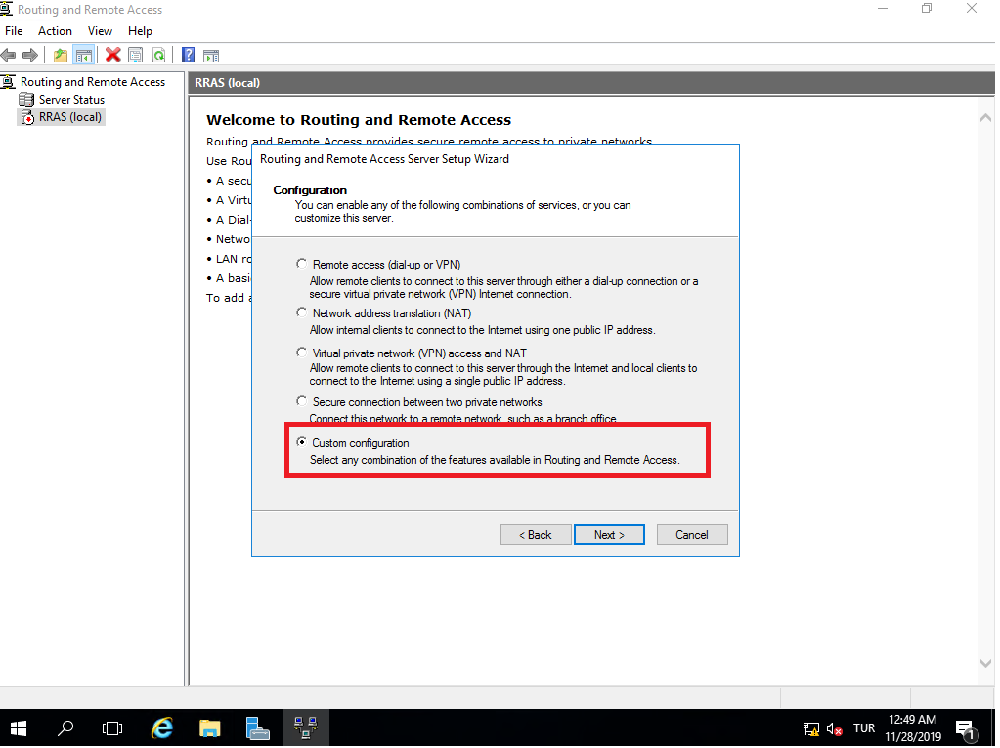 Routing and Remote Access
File Action View Help
Routing and Remote Access
Server Status
RRAS (local)
RRAS (local)
Welcome to Routing and Remote Access
Routing and Remote Access provides secure remote access to private networks.
Use Rou
• A secu
• A Virtu
• A Dial-
• Netwo
• LAN ro
• A basi
To add a
Routing and Remote Access Server Setup Wizard
Configuration
You can enable any of the following combinations of services, or you can
customize this server.
Remote access (dial-up or VPN)
Allow remote clients to connect to this server through either a dial-up connection or a
secure virtual private network (VPN) Internet connection.
Network address translation (NAT)
Allow internal clients to connect to the Internet using one public IP address.
Virtual private network (VPN) access and NAT
Allow remote clients to connect to this server through the Internet and local clients to
connect to the Internet using a single public IP address.
Secure connection between two private networks
Connect this network to a remote network, such as a branch office.
Custom configuration
Select any combination of the features available in Routing and Remote Access.
< Back Next > Cancel
TUR
12:49 AM
11/28/2019
1